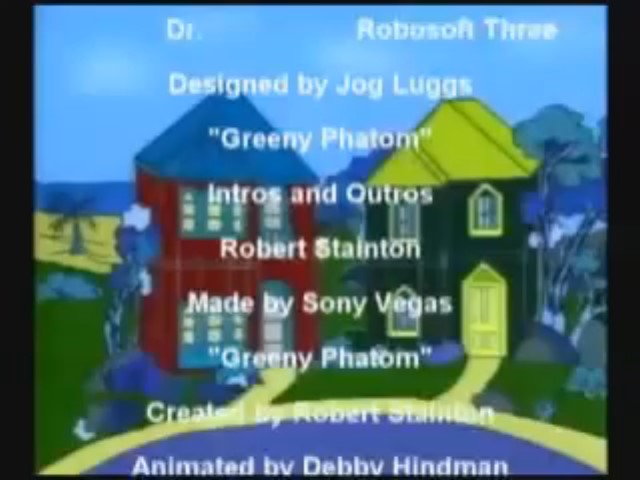 Dr. Robosoft Three
Designed by Jog Luggs
"Greeny Phatom"
Intros and Outros
Robert Stainton
Made by Sony Vegas
"Greeny Phatom"
Created by Robert Stainton
Animated by Debby Hindman